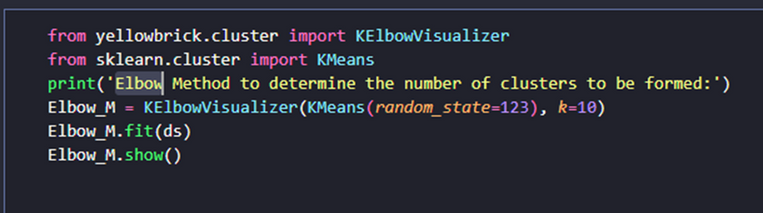 from yellowbrick.cluster import KElbowVisualizer
from sklearn.cluster import KMeans
print('Elbow Method to determine the number of clusters to be formed:')
Elbow_M = KElbowVisualizer(KMeans(random_state=123), k=10)
Elbow_M.fit(ds)
Elbow_M.show()